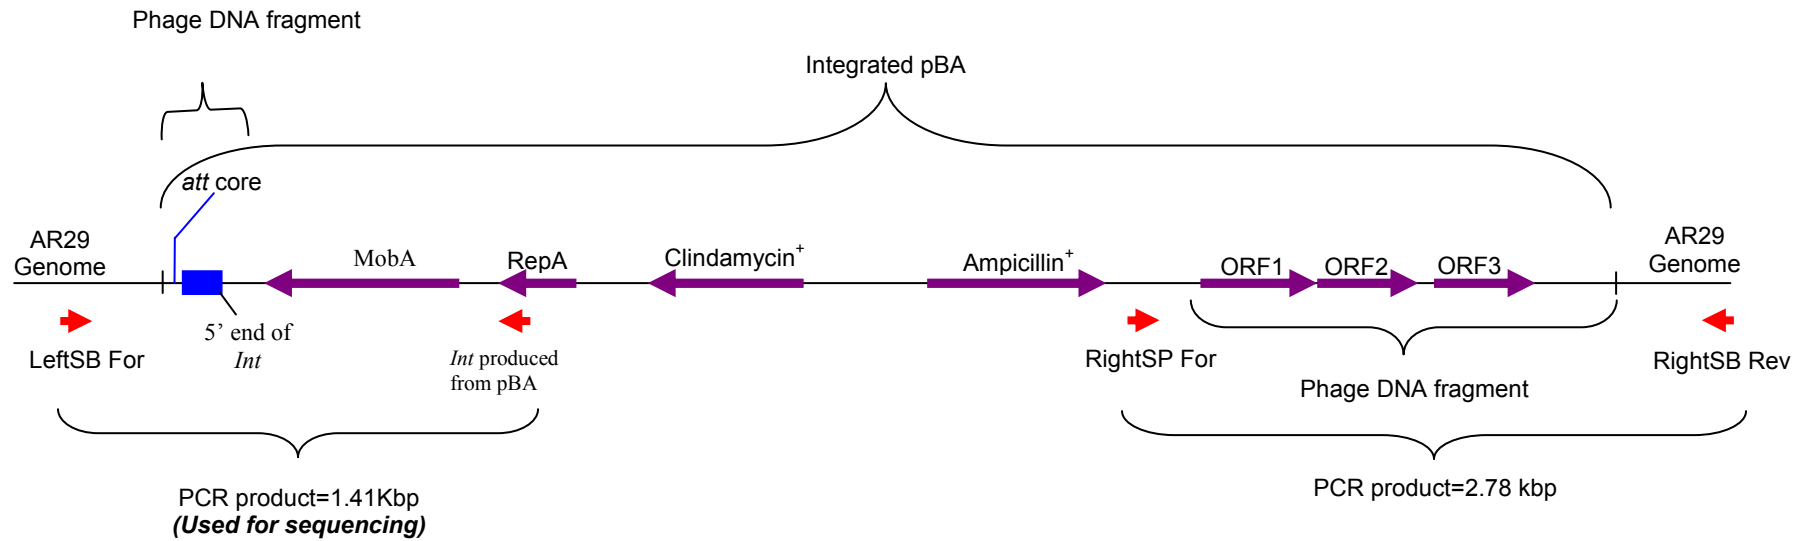 Phage DNA fragment
Integrated pBA
att core
AR29
Genome
MobA
RepA
Clindamycin+
Ampicillin+
ORF1
ORF2
ORF3
AR29
Genome
LeftSB For
5’ end of
Int
Int produced
from pBA
RightSP For
RightSB Rev
Phage DNA fragment
PCR product=1.41Kbp
(Used for sequencing)
PCR product=2.78 kbp